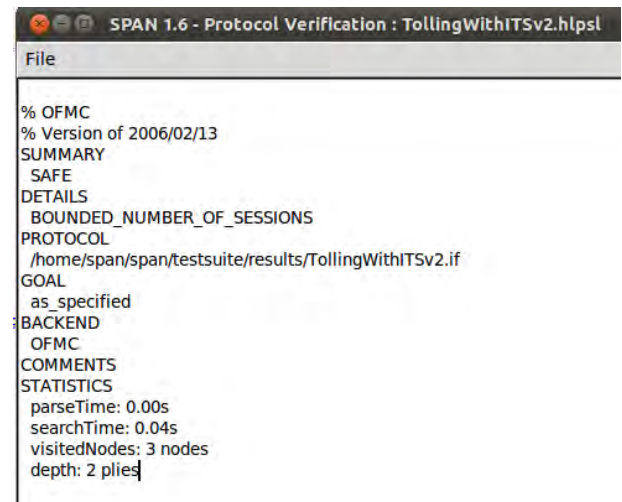 SPAN 1.6 - Protocol Verification : TollingWithITSv2.hlpsl
File
% OFMC
% Version of 2006/02/13
SUMMARY
SAFE
DETAILS
BOUNDED_NUMBER_OF_SESSIONS
PROTOCOL
/home/span/span/testsuite/results/TollingWithITSv2.if
GOAL
as_specified
BACKEND
OFMC
COMMENTS
STATISTICS
parseTime: 0.00s
searchTime: 0.04s
visitedNodes: 3 nodes
depth: 2 plies